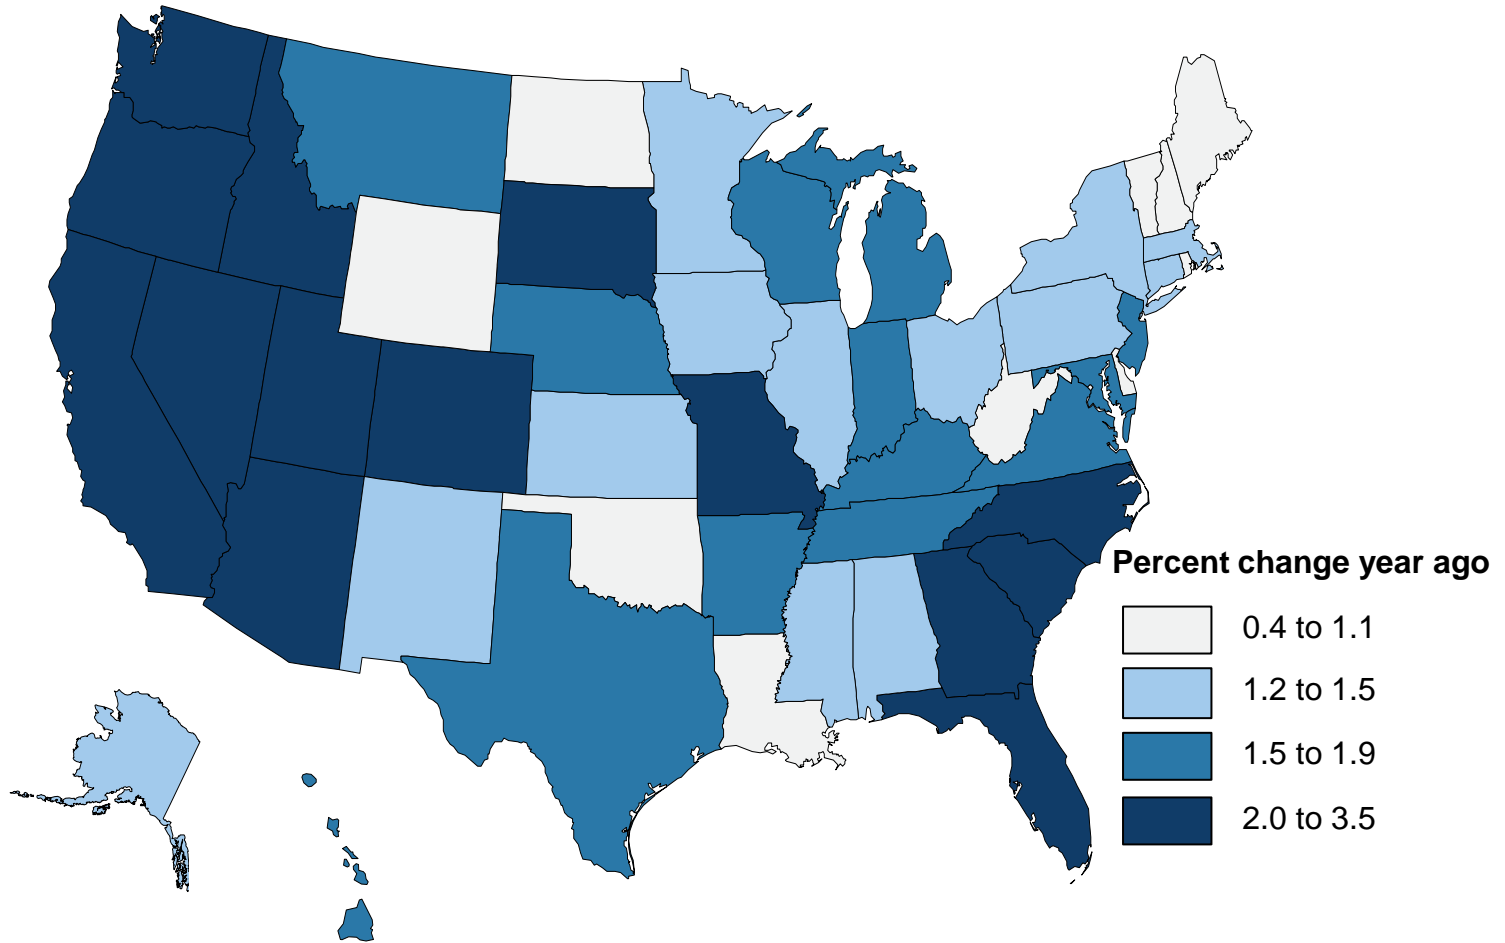 Percent change year ago
0.4 to 1.1
1.2 to 1.5
1.5 to 1.9
2.0 to 3.5